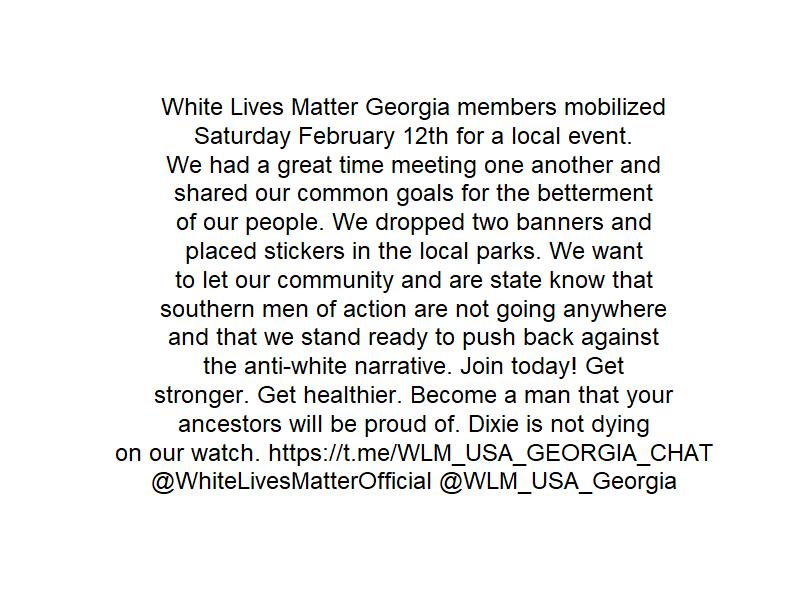 White Lives Matter Georgia members mobilized
Saturday February 12th for a local event.
We had a great time meeting one another and
shared our common goals for the betterment
of our people. We dropped two banners and
placed stickers in the local parks. We want
to let our community and are state know that
southern men of action are not going anywhere
and that we stand ready to push back against
the anti-white narrative. Join today! Get
stronger. Get healthier. Become a man that your
ancestors will be proud of. Dixie is not dying
on our watch. https://t.me/WLM_USA_GEORGIA_CHAT
@WhiteLivesMatterOfficial @WLM_USA_Georgia